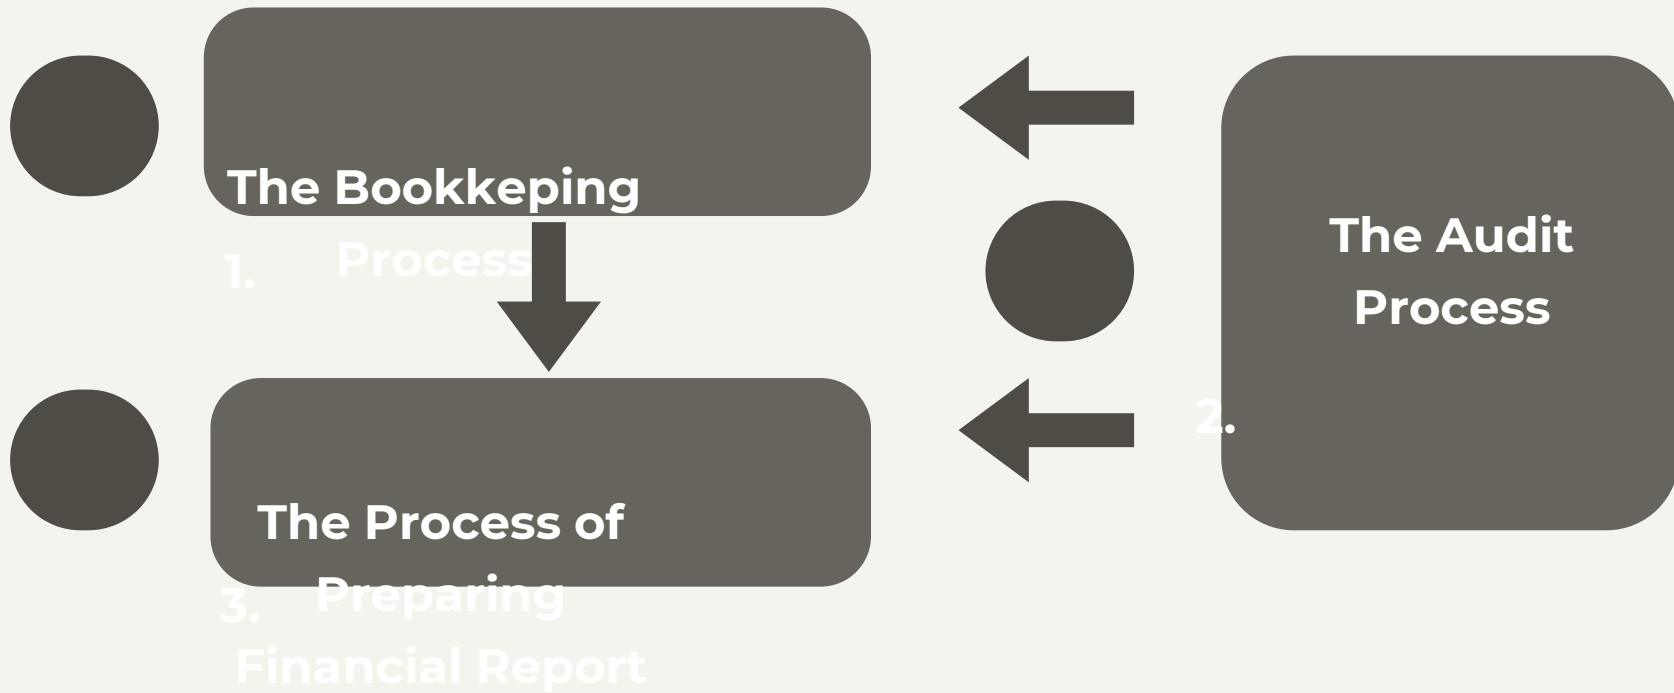 The Bookkeping
Process
1.
The Audit
Process
2.
The Process of
Preparing
Financial Report
3.